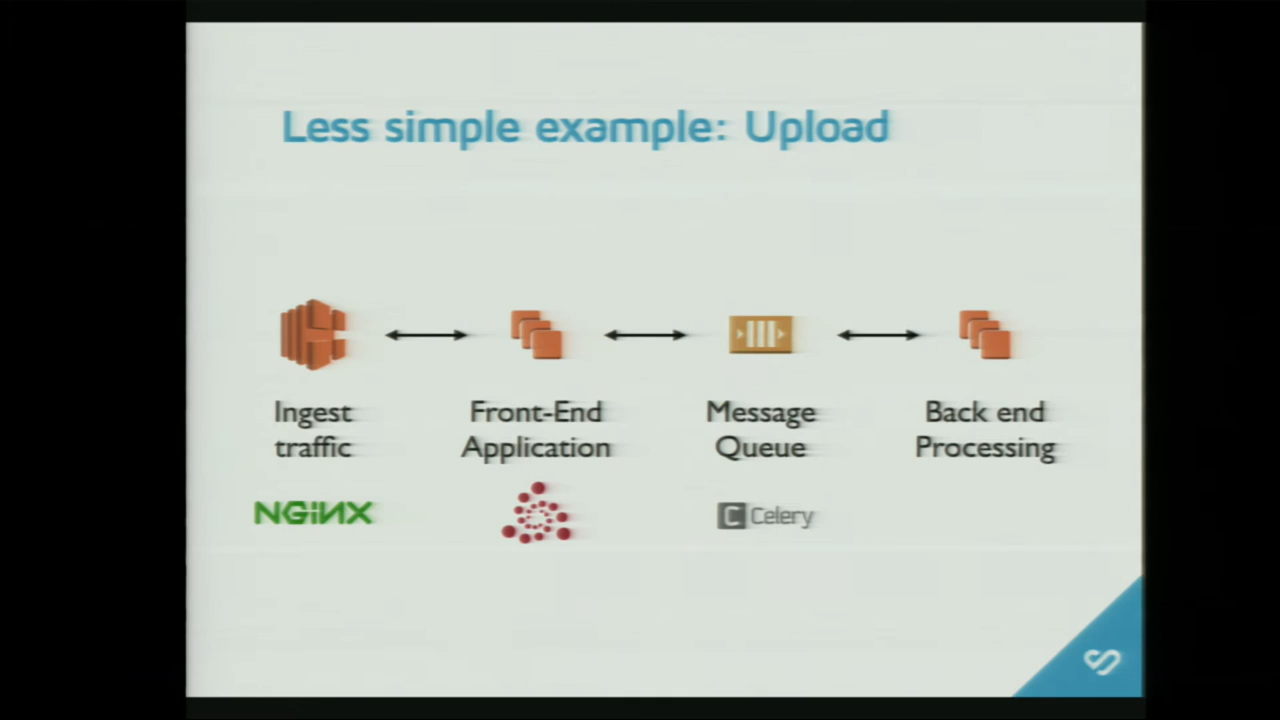 Less simple example: Upload
Ingest
traffic
Front-End
Application
Message
Queue
Back end
Processing
NGiNX
C Celery